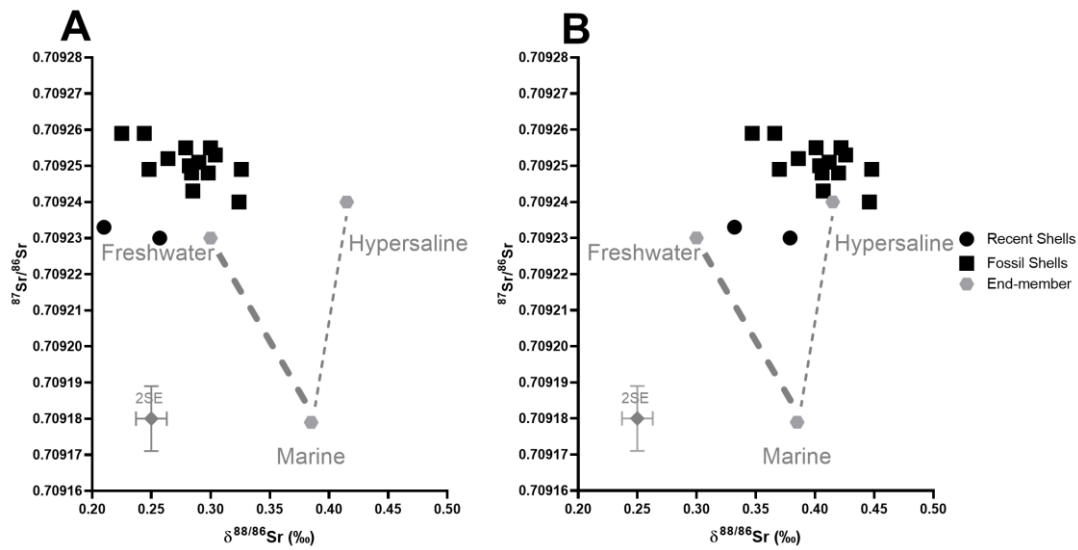 A
0.70928
0.70927
0.70926
0.70925
0.70924
0.70923
0.70922
0.70921
0.70920
0.70919
0.70918
0.70917
0.70916
⁸⁷Sr/⁸⁶Sr
Freshwater
Hypersaline
2SE
Marine
0.20 0.25 0.30 0.35 0.40 0.45 0.50
δ⁸⁸/⁸⁶Sr (‰)
B
0.70928
0.70927
0.70926
0.70925
0.70924
0.70923
0.70922
0.70921
0.70920
0.70919
0.70918
0.70917
0.70916
⁸⁷Sr/⁸⁶Sr
Freshwater
Hypersaline
2SE
Marine
0.20 0.25 0.30 0.35 0.40 0.45 0.50
δ⁸⁸/⁸⁶Sr (‰)
Recent Shells
Fossil Shells
End-member